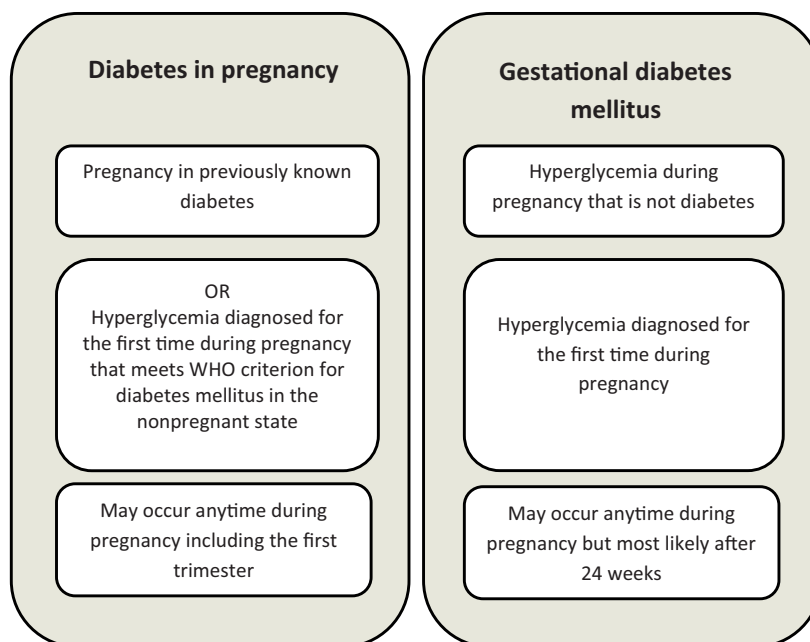 Diabetes in pregnancy
Pregnancy in previously known
diabetes
OR
Hyperglycemia diagnosed for
the first time during pregnancy
that meets WHO criterion for
diabetes mellitus in the
nonpregnant state
May occur anytime during
pregnancy including the first
trimester
Gestational diabetes
mellitus
Hyperglycemia during
pregnancy that is not diabetes
Hyperglycemia diagnosed for
the first time during
pregnancy
May occur anytime during
pregnancy but most likely after
24 weeks